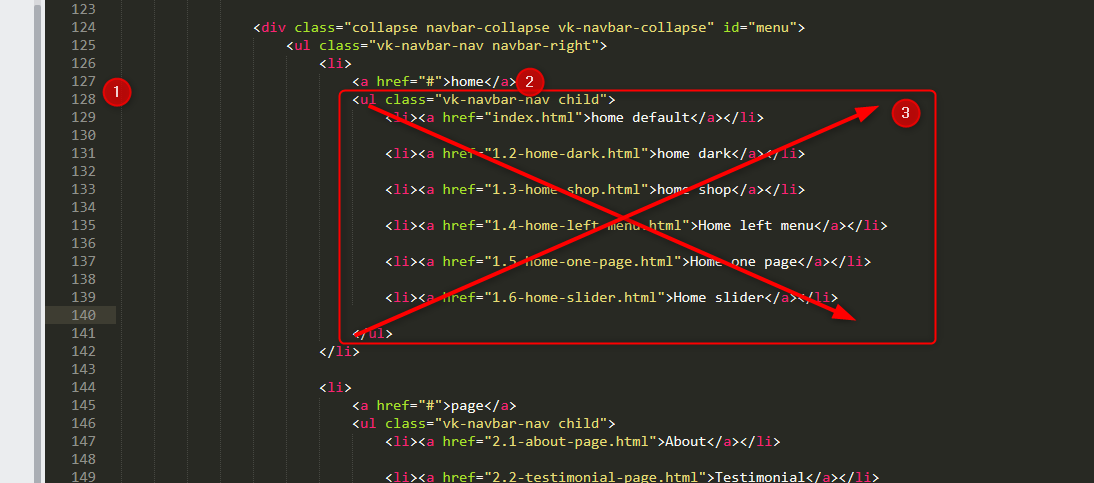 123
124 <div class="collapse navbar-collapse vk-navbar-collapse" id="menu">
125 <ul class="vk-navbar-nav navbar-right">
126 <li>
127 <a href="#">home</a> 2
1
128 <ul class="vk-navbar-nav child">
3
129 <li><a href="index.html">home default</a></li>
130
131 <li><a href="1.2-home-dark.html">home dark</a></li>
132
133 <li><a href="1.3-home-shop.html">home shop</a></li>
134
135 <li><a href="1.4-home-left-menu.html">Home left menu</a></li>
136
137 <li><a href="1.5-home-one-page.html">Home one page</a></li>
138
139 <li><a href="1.6-home-slider.html">Home slider</a></li>
140
141 </ul>
142 </li>
143
144 <li>
145 <a href="#">page</a>
146 <ul class="vk-navbar-nav child">
147 <li><a href="2.1-about-page.html">About</a></li>
148
149 <li><a href="2.2-testimonial-page.html">Testimonial</a></li>